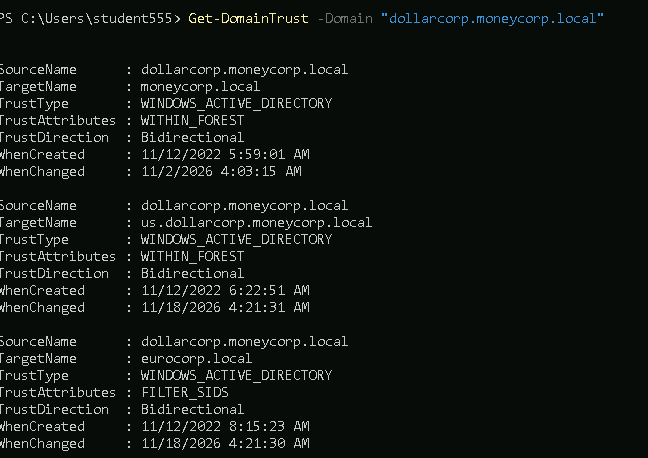 PS C:\Users\student555> Get-DomainTrust -Domain "dollarcorp.moneycorp.local"
SourceName : dollarcorp.moneycorp.local
TargetName : moneycorp.local
TrustType : WINDOWS_ACTIVE_DIRECTORY
TrustAttributes : WITHIN_FOREST
TrustDirection : Bidirectional
WhenCreated : 11/12/2022 5:59:01 AM
WhenChanged : 11/2/2026 4:03:15 AM
SourceName : dollarcorp.moneycorp.local
TargetName : us.dollarcorp.moneycorp.local
TrustType : WINDOWS_ACTIVE_DIRECTORY
TrustAttributes : WITHIN_FOREST
TrustDirection : Bidirectional
WhenCreated : 11/12/2022 6:22:51 AM
WhenChanged : 11/18/2026 4:21:31 AM
SourceName : dollarcorp.moneycorp.local
TargetName : eurocorp.local
TrustType : WINDOWS_ACTIVE_DIRECTORY
TrustAttributes : FILTER_SIDS
TrustDirection : Bidirectional
WhenCreated : 11/12/2022 8:15:23 AM
WhenChanged : 11/18/2026 4:21:30 AM